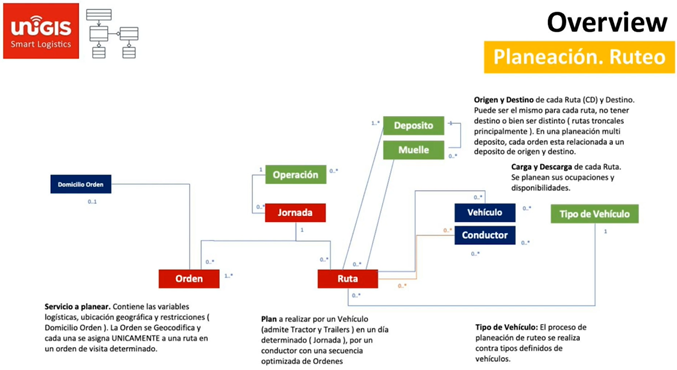 UNIGIS
Smart Logistics
Overview
Planeación. Ruteo
Origen y Destino de cada Ruta (CD) y Destino.
Puede ser el mismo para cada ruta, no tener
destino o bien ser distinto ( rutas troncales
principalmente ). En una planeación multi
deposito, cada orden esta relacionada a un
deposito de origen y destino.
1..*
Deposito
1
Muelle
0..*
Carga y Descarga de cada Ruta.
Se planean sus ocupaciones y
disponibilidades.
1
Operación
0..*
Domicilio Orden
0..1
0..*
Jornada
1
Vehículo
0..*
Tipo de Vehículo
0..*
Conductor
0..*
1
0..*
0..*
0..*
0..*
Orden
1..*
Ruta
0..*
0..*
0..*
Servicio a planear. Contiene las variables
logísticas, ubicación geográfica y restricciones (
Domicilio Orden ). La Orden se Geocodifica y
cada una se asigna UNICAMENTE a una ruta en
un orden de visita determinado.
Plan a realizar por un Vehículo
(admite Tractor y Trailers ) en un día
determinado ( Jornada ), por un
conductor con una secuencia
optimizada de Ordenes
Tipo de Vehículo: El proceso de
planeación de ruteo se realiza
contra tipos definidos de
vehículos.